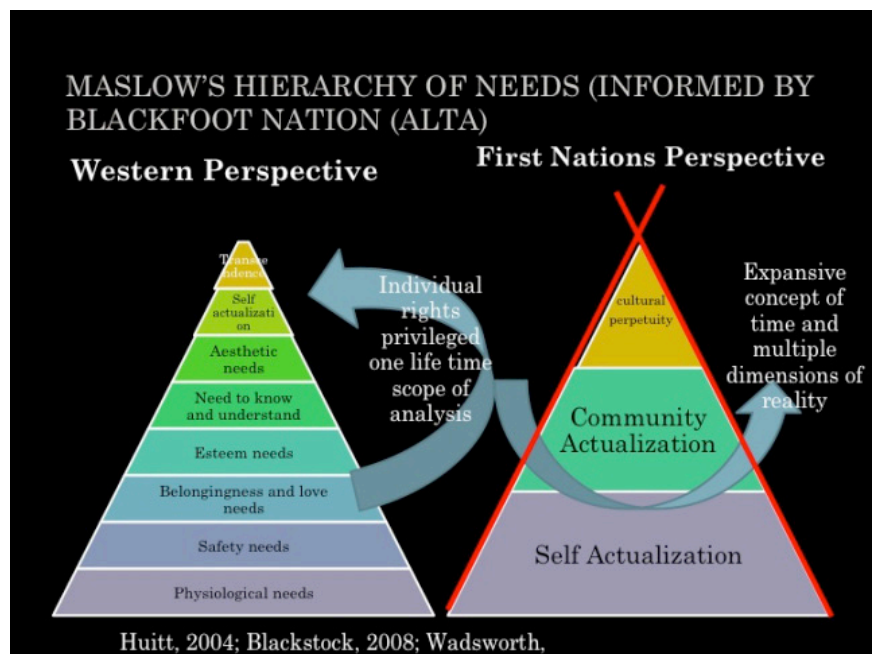 MASLOW'S HIERARCHY OF NEEDS (INFORMED BY
BLACKFOOT NATION (ALTA)
Western Perspective
First Nations Perspective
Transce
ndence
Self
actualizati
on
Aesthetic
needs
Need to know
and understand
Esteem needs
Belongingness and love
needs
Safety needs
Physiological needs
Individual
rights
privileged
one life time
scope of
analysis
cultural
perpetuity
Community
Actualization
Self Actualization
Expansive
concept of
time and
multiple
dimensions of
reality
Huitt, 2004; Blackstock, 2008; Wadsworth,